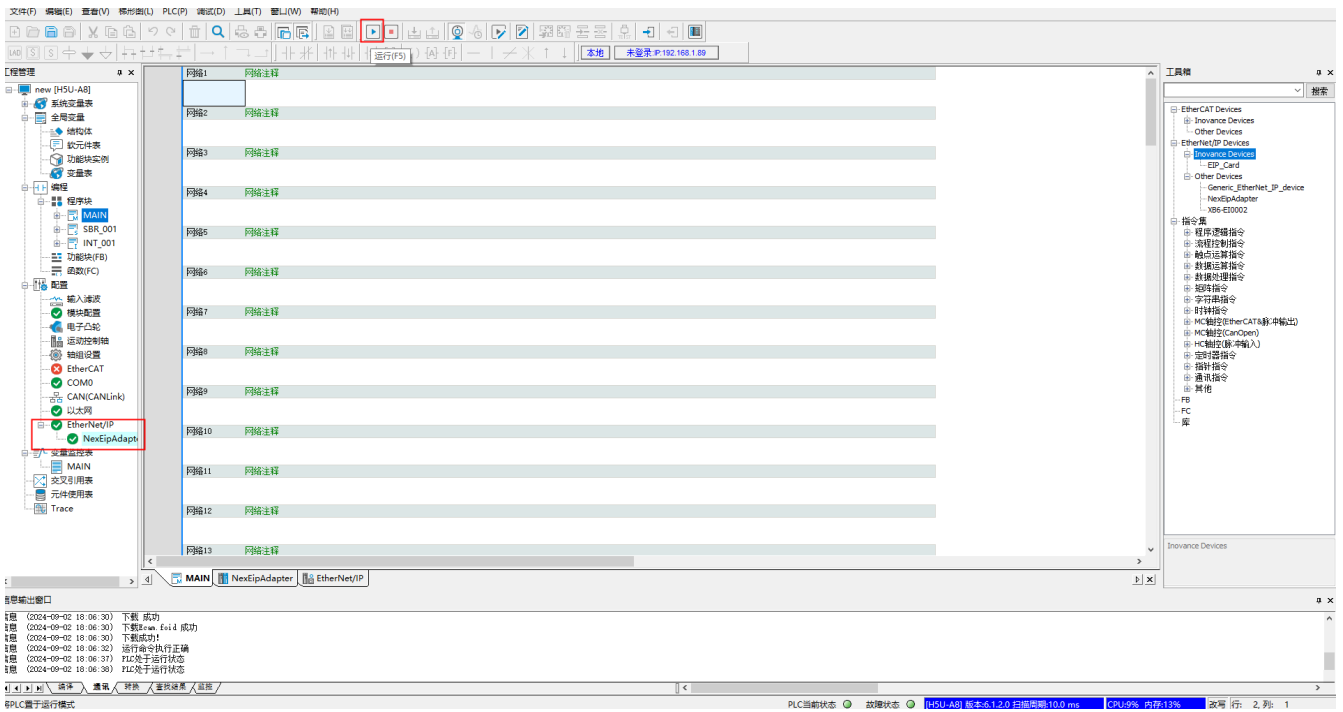 文件(F) 编辑(E) 查看(V) 梯形图(L) PLC(P) 调试(D) 工具(T) 窗口(W) 帮助(H)
本地 未登录:IP:192.168.1.89
运行(F5)
工程管理
new [H5U-A8]
系统变量表
全局变量
结构体
软元件表
功能块实例
变量表
编程
程序块
MAIN
SBR_001
INT_001
功能块(FB)
函数(FC)
配置
输入滤波
模块配置
电子凸轮
运动控制轴
轴组设置
EtherCAT
COM0
CAN(CANLink)
以太网
EtherNet/IP
NexEipAdapt
变量监控表
MAIN
交叉引用表
元件使用表
Trace
网络1 网络注释
网络2 网络注释
网络3 网络注释
网络4 网络注释
网络5 网络注释
网络6 网络注释
网络7 网络注释
网络8 网络注释
网络9 网络注释
网络10 网络注释
网络11 网络注释
网络12 网络注释
网络13 网络注释
MAIN NexEipAdapter EtherNet/IP
工具箱
搜索
EtherCAT Devices
Inovance Devices
Other Devices
EtherNet/IP Devices
Inovance Devices
EIP_Card
Other Devices
Generic_EtherNet_IP_device
NexEipAdapter
XB6-EI0002
指令集
程序逻辑指令
流程控制指令
触点运算指令
数据运算指令
数据处理指令
矩阵指令
字符串指令
时钟指令
MC轴控(EtherCAT&脉冲输出)
MC轴控(CanOpen)
HC轴控(脉冲输入)
定时器指令
指针指令
通讯指令
其他
FB
FC
库
Inovance Devices
信息输出窗口
信息 (2024-09-02 18:06:30) 下载 成功
信息 (2024-09-02 18:06:30) 下载Ecam.foid 成功
信息 (2024-09-02 18:06:30) 下载成功!
信息 (2024-09-02 18:06:32) 运行命令执行正确
信息 (2024-09-02 18:06:37) PLC处于运行状态
信息 (2024-09-02 18:06:38) PLC处于运行状态
编译 通讯 转换 查找结果 监控
将PLC置于运行模式 PLC当前状态 故障状态 [H5U-A8] 版本:6.1.2.0 扫描周期:10.0 ms CPU:9% 内存:13% 改写 行: 2, 列: 1